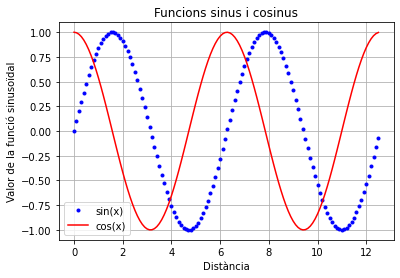 Funcions sinus i cosinus
Valor de la funció sinusoïdal
1.00
0.75
0.50
0.25
0.00
−0.25
−0.50
−0.75
−1.00
sin(x)
cos(x)
0 2 4 6 8 10 12
Distància